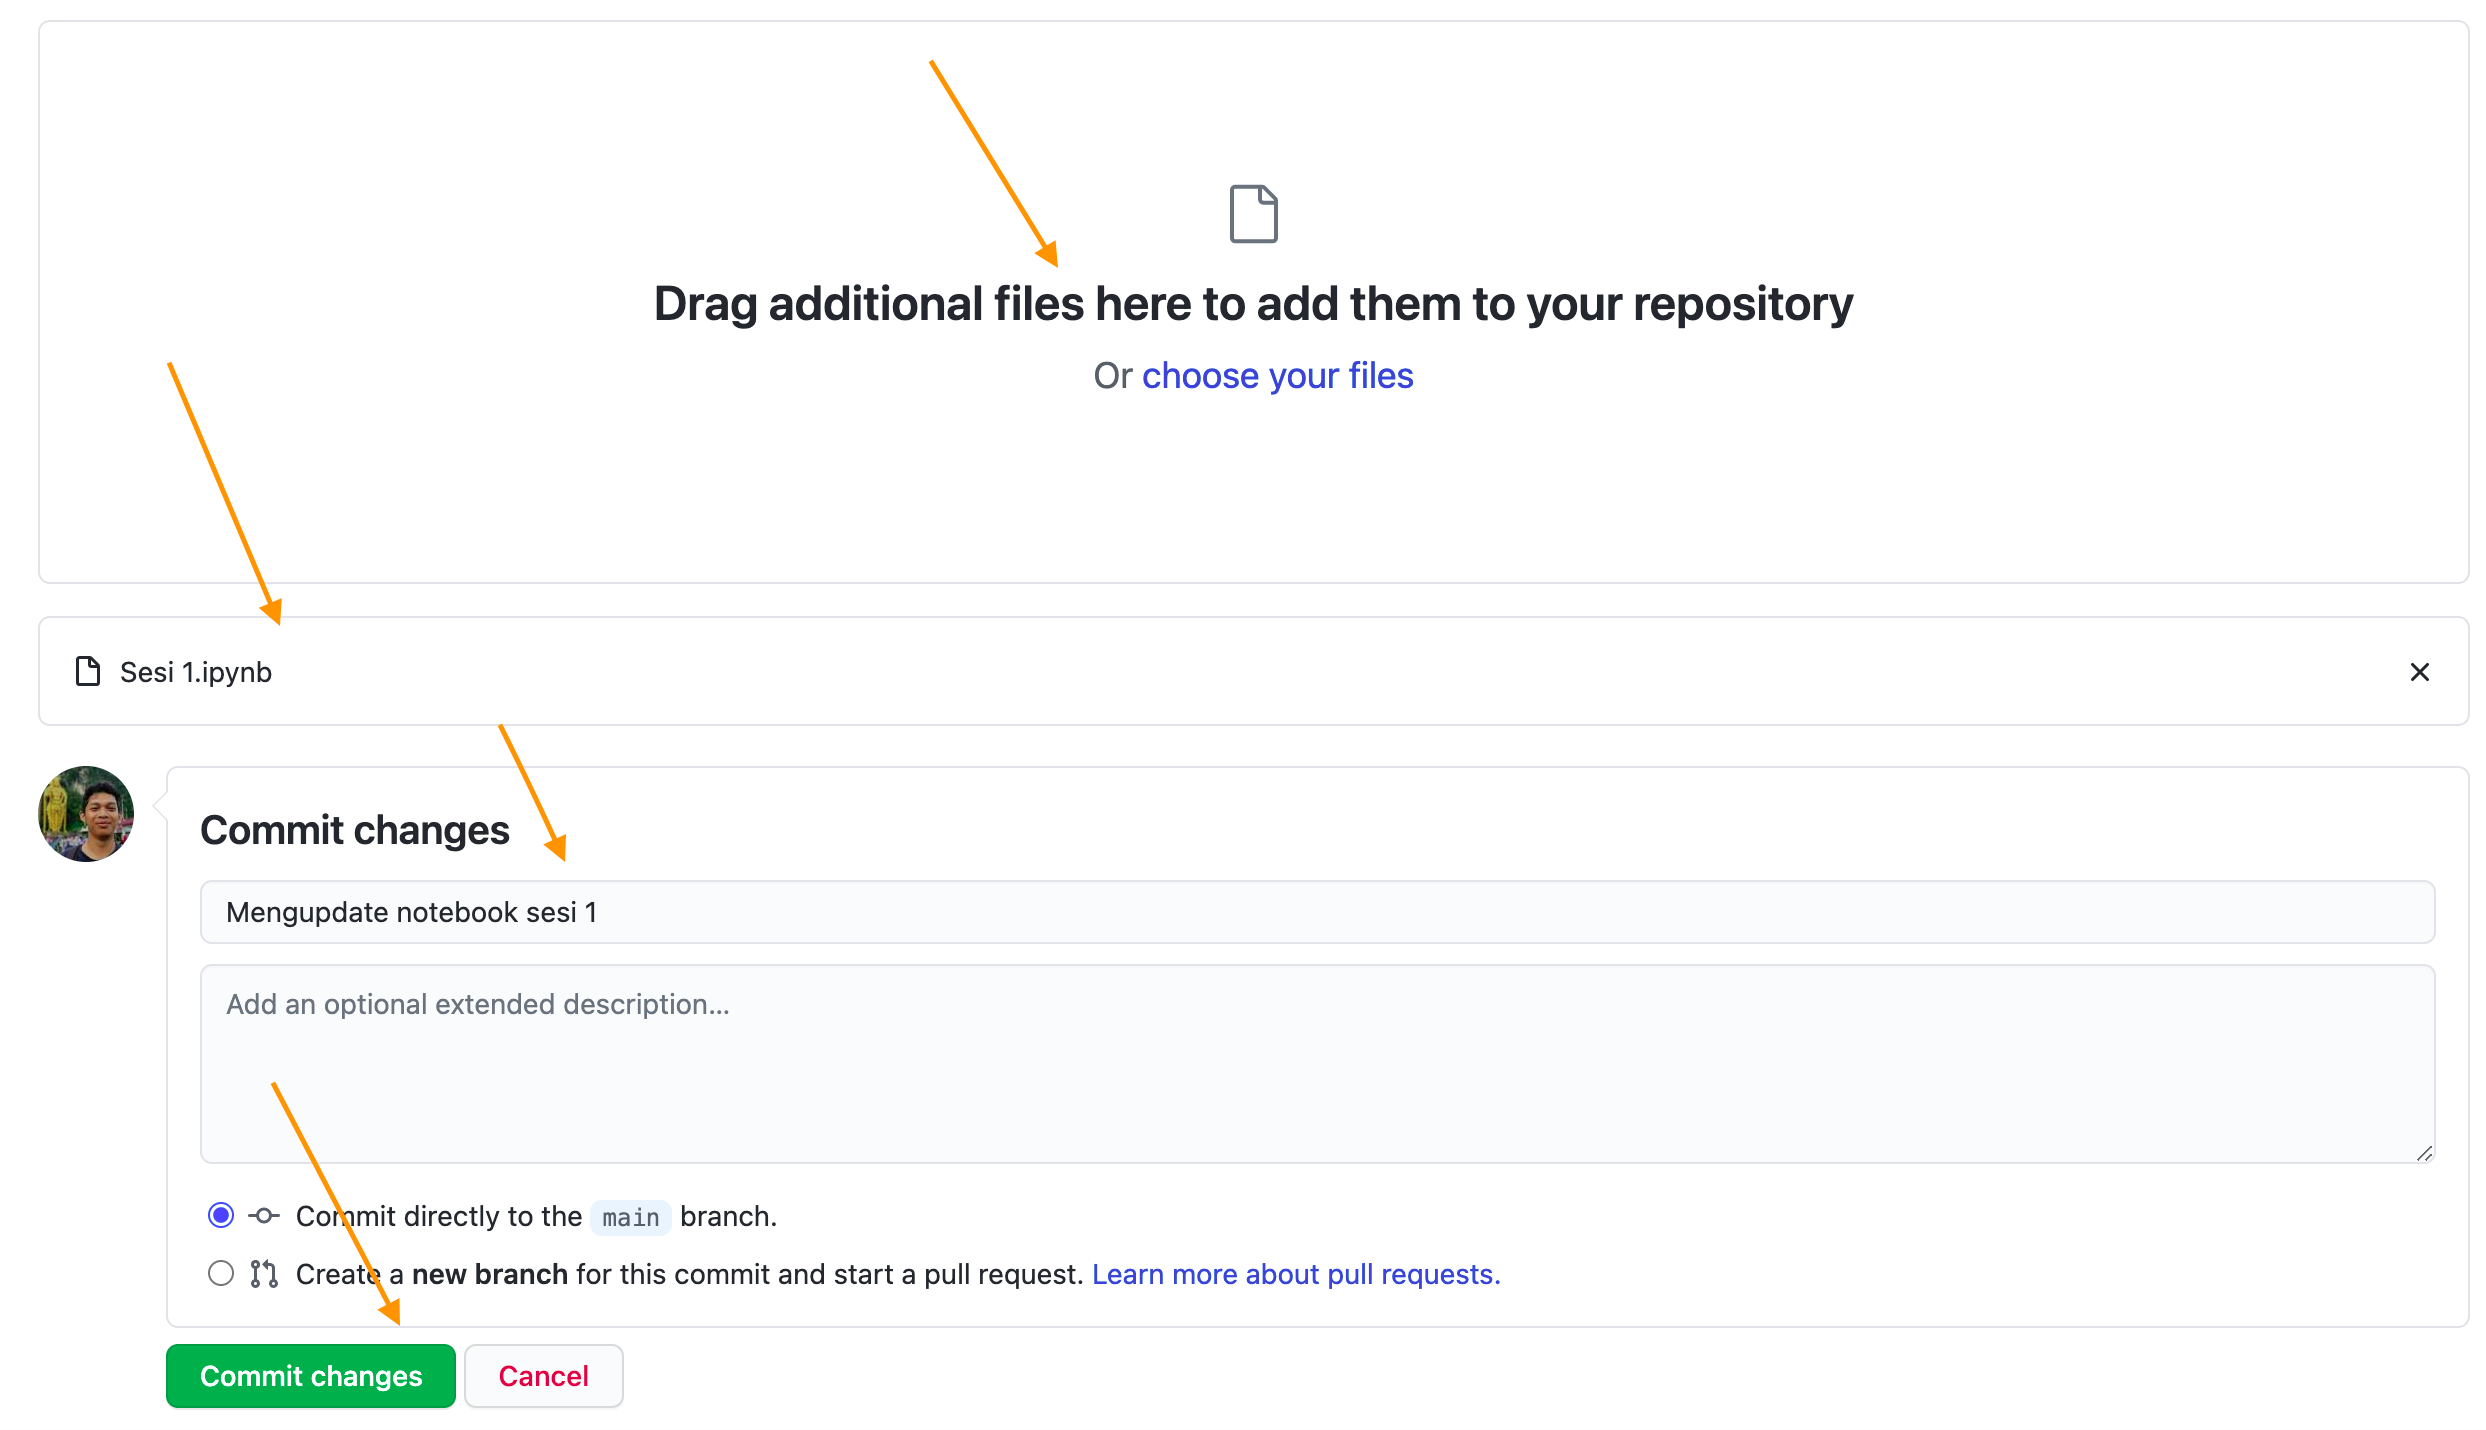 Drag additional files here to add them to your repository
Or choose your files
Sesi 1.ipynb
Commit changes
Mengupdate notebook sesi 1
Add an optional extended description...
Commit directly to the main branch.
Create a new branch for this commit and start a pull request. Learn more about pull requests.
Commit changes Cancel